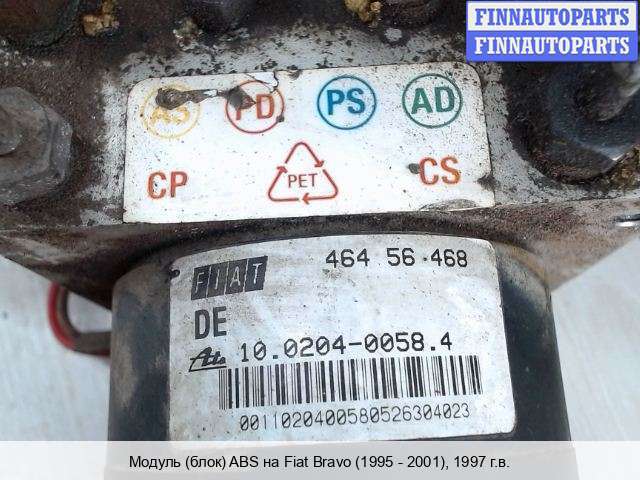 FINNAUTOPARTS
FINNAUTOPARTS
AS PD PS AD
CP PET CS
FIAT 464 56 468
DE
Ate 10.0204-0058.4
0011020400580526304023
Модуль (блок) ABS на Fiat Bravo (1995 - 2001), 1997 г.в.